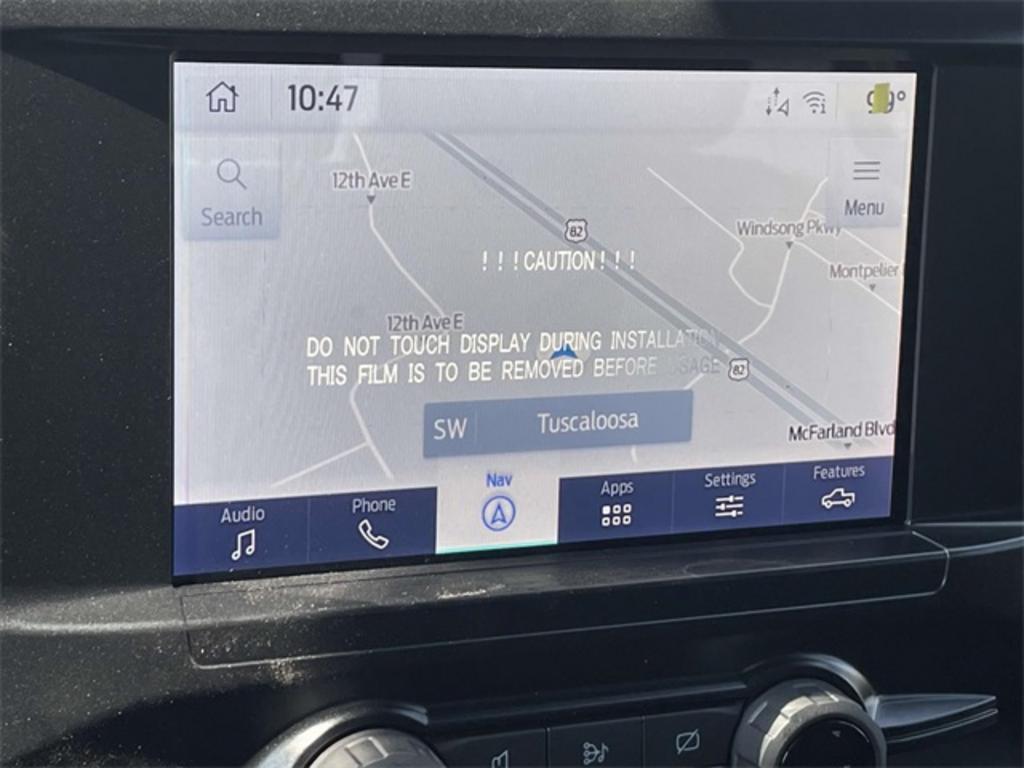 10:47
99°
Search
Menu
12th Ave E
82
Windsong Pkwy
Montpelier
! ! ! CAUTION ! ! !
12th Ave E
DO NOT TOUCH DISPLAY DURING INSTALLATION
THIS FILM IS TO BE REMOVED BEFORE USAGE
82
SW Tuscaloosa
McFarland Blvd
Audio
Phone
Nav
Apps
Settings
Features